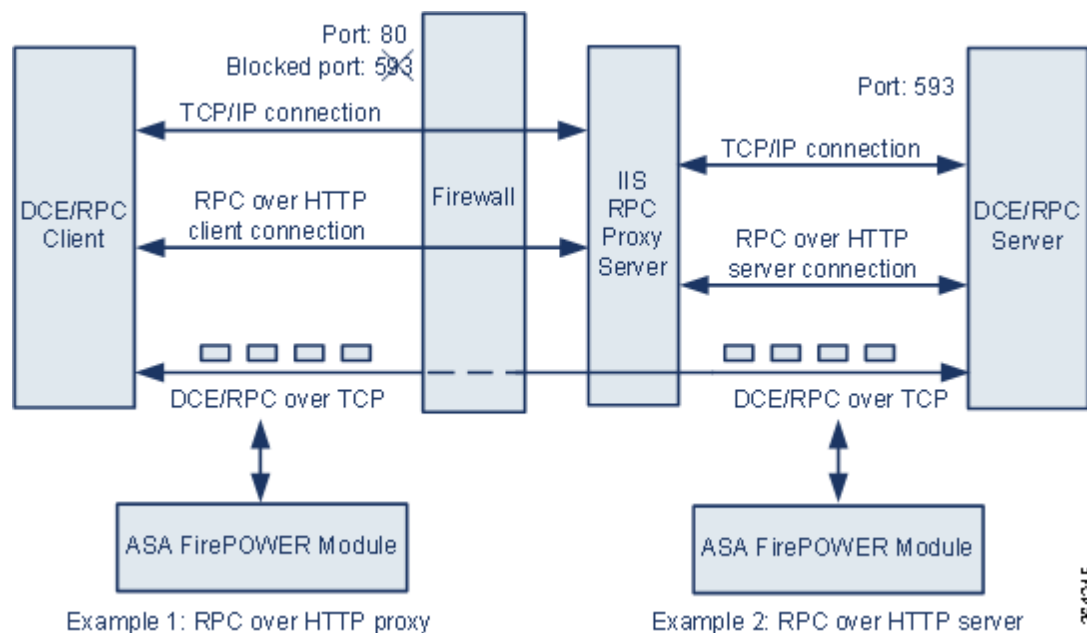 Port: 80
Blocked port: 593
Port: 593
TCP/IP connection
TCP/IP connection
DCE/RPC
Client
RPC over HTTP
client connection
Firewall
IIS
RPC
Proxy
Server
RPC over HTTP
server connection
DCE/RPC
Server
DCE/RPC over TCP
DCE/RPC over TCP
ASA FirePOWER Module
ASA FirePOWER Module
Example 1: RPC over HTTP proxy
Example 2: RPC over HTTP server